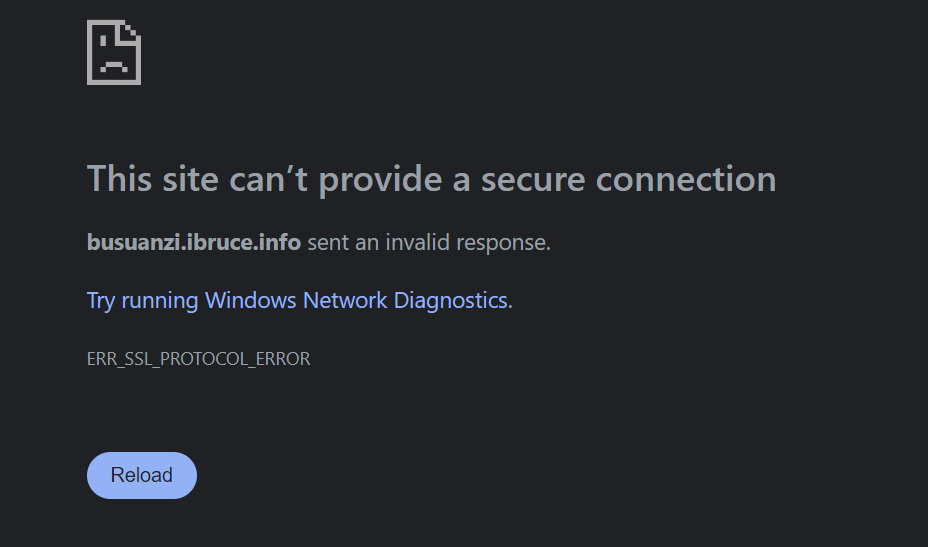 This site can’t provide a secure connection
busuanzi.ibruce.info sent an invalid response.
Try running Windows Network Diagnostics.
ERR_SSL_PROTOCOL_ERROR
Reload